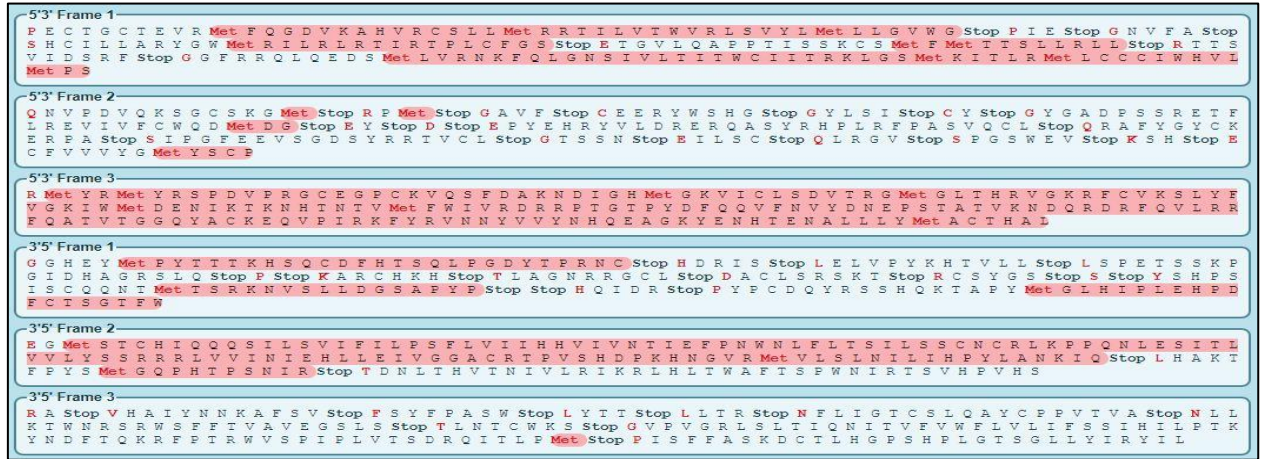 5'3' Frame 1
P E C T G C T E V R Met F Q G D V K A H V R C S L L Met R R T I L V T W V R L S V Y L Met L L G V W G Stop P I E Stop G N V F A Stop
S H C I L L A R Y G W Met R I L R L R T I R T P L C F G S Stop E T G V L Q A P P T I S S K C S Met F Met T T S L L R L L Stop R T T S
V I D S R F Stop G G F R R Q L Q E D S Met L V R N K F Q L G N S I V L T I T W C I I T R K L G S Met K I T L R Met L C C C I W H V L
Met P S
5'3' Frame 2
Q N V P D V Q K S G C S K G Met Stop R P Met Stop G A V F Stop C E E R Y W S H G Stop G Y L S I Stop C Y Stop G Y G A D P S S R E T F
L R E V I V F C W Q D Met D G Stop E Y Stop D Stop E P Y E H R Y V L D R E R Q A S Y R H P L R F P A S V Q C L Stop Q R A F Y G Y C K
E R P A Stop S I P G F E E V S G D S Y R R T V C L Stop G T S S N Stop E I L S C Stop Q L R G V Stop S P G S W E V Stop K S H Stop E
C F V V V Y G Met Y S C P
5'3' Frame 3
R Met Y R Met Y R S P D V P R G C E G P C K V Q S F D A K N D I G H Met G K V I C L S D V T R G Met G L T H R V G K R F C V K S L Y F
V G K I W Met D E N I K T K N H T N T V Met F W I V R D R R P T G T P Y D F Q Q V F N V Y D N E P S T A T V K N D Q R D R F Q V L R R
F Q A T V T G G Q Y A C K E Q V P I R K F Y R V N N Y V V Y N H Q E A G K Y E N H T E N A L L L Y Met A C T H A L
3'5' Frame 1
G G H E Y Met P Y T T T K H S Q C D F H T S Q L P G D Y T P R N C Stop H D R I S Stop L E L V P Y K H T V L L Stop L S P E T S S K P
G I D H A G R S L Q Stop P Stop K A R C H K H Stop T L A G N R R G C L Stop D A C L S R S K T Stop R C S Y G S Stop S Stop Y S H P S
I S C Q Q N T Met T S R K N V S L L D G S A P Y P Stop Stop H Q I D R Stop P Y P C D Q Y R S S H Q K T A P Y Met G L H I P L E H P D
F C T S G T F W
3'5' Frame 2
E G Met S T C H I Q Q Q S I L S V I F I L P S F L V I I H H V I V N T I E F P N W N L F L T S I L S S C N C R L K P P Q N L E S I T L
V V L Y S S R R R L V V I N I E H L L E I V G G A C R T P V S H D P K H N G V R Met V L S L N I L I H P Y L A N K I Q Stop L H A K T
F P Y S Met G Q P H T P S N I R Stop T D N L T H V T N I V L R I K R L H L T W A F T S P W N I R T S V H P V H S
3'5' Frame 3
R A Stop V H A I Y N N K A F S V Stop F S Y F P A S W Stop L Y T T Stop L L T R Stop N F L I G T C S L Q A Y C P P V T V A Stop N L L
K T W N R S R W S F F T V A V E G S L S Stop T L N T C W K S Stop G V P V G R L S L T I Q N I T V F V W F L V L I F S S I H I L P T K
Y N D F T Q K R F P T R W V S P I P L V T S D R Q I T L P Met Stop P I S F F A S K D C T L H G P S H P L G T S G L L Y I R Y I L